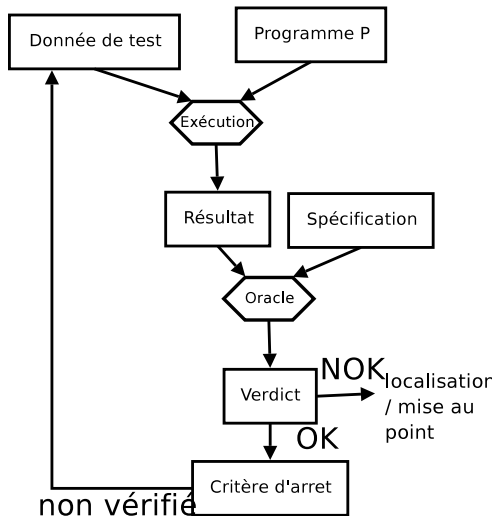 Donnée de test
Programme P
Exécution
Résultat
Spécification
Oracle
Verdict
NOK
localisation
/ mise au
point
OK
Critère d'arret
non vérifié